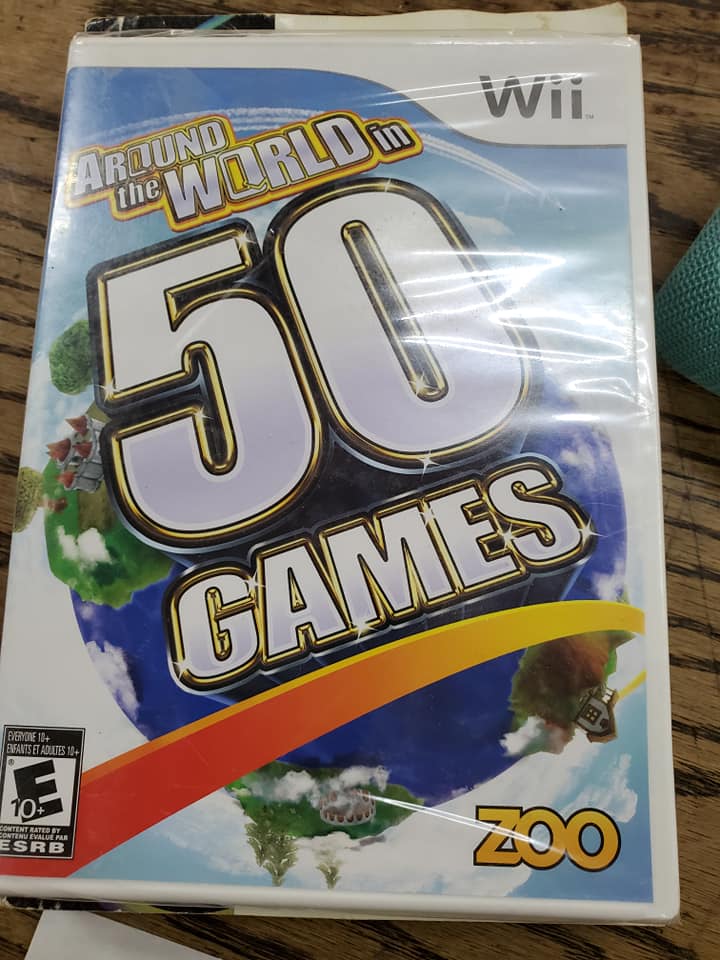 Wii
TM
AROUND
the WORLD in
50
GAMES
EVERYONE 10+
ENFANTS ET ADULTES 10+
®
E
10+
CONTENT RATED BY
CONTENU ÉVALUÉ PAR
ESRB
ZOO